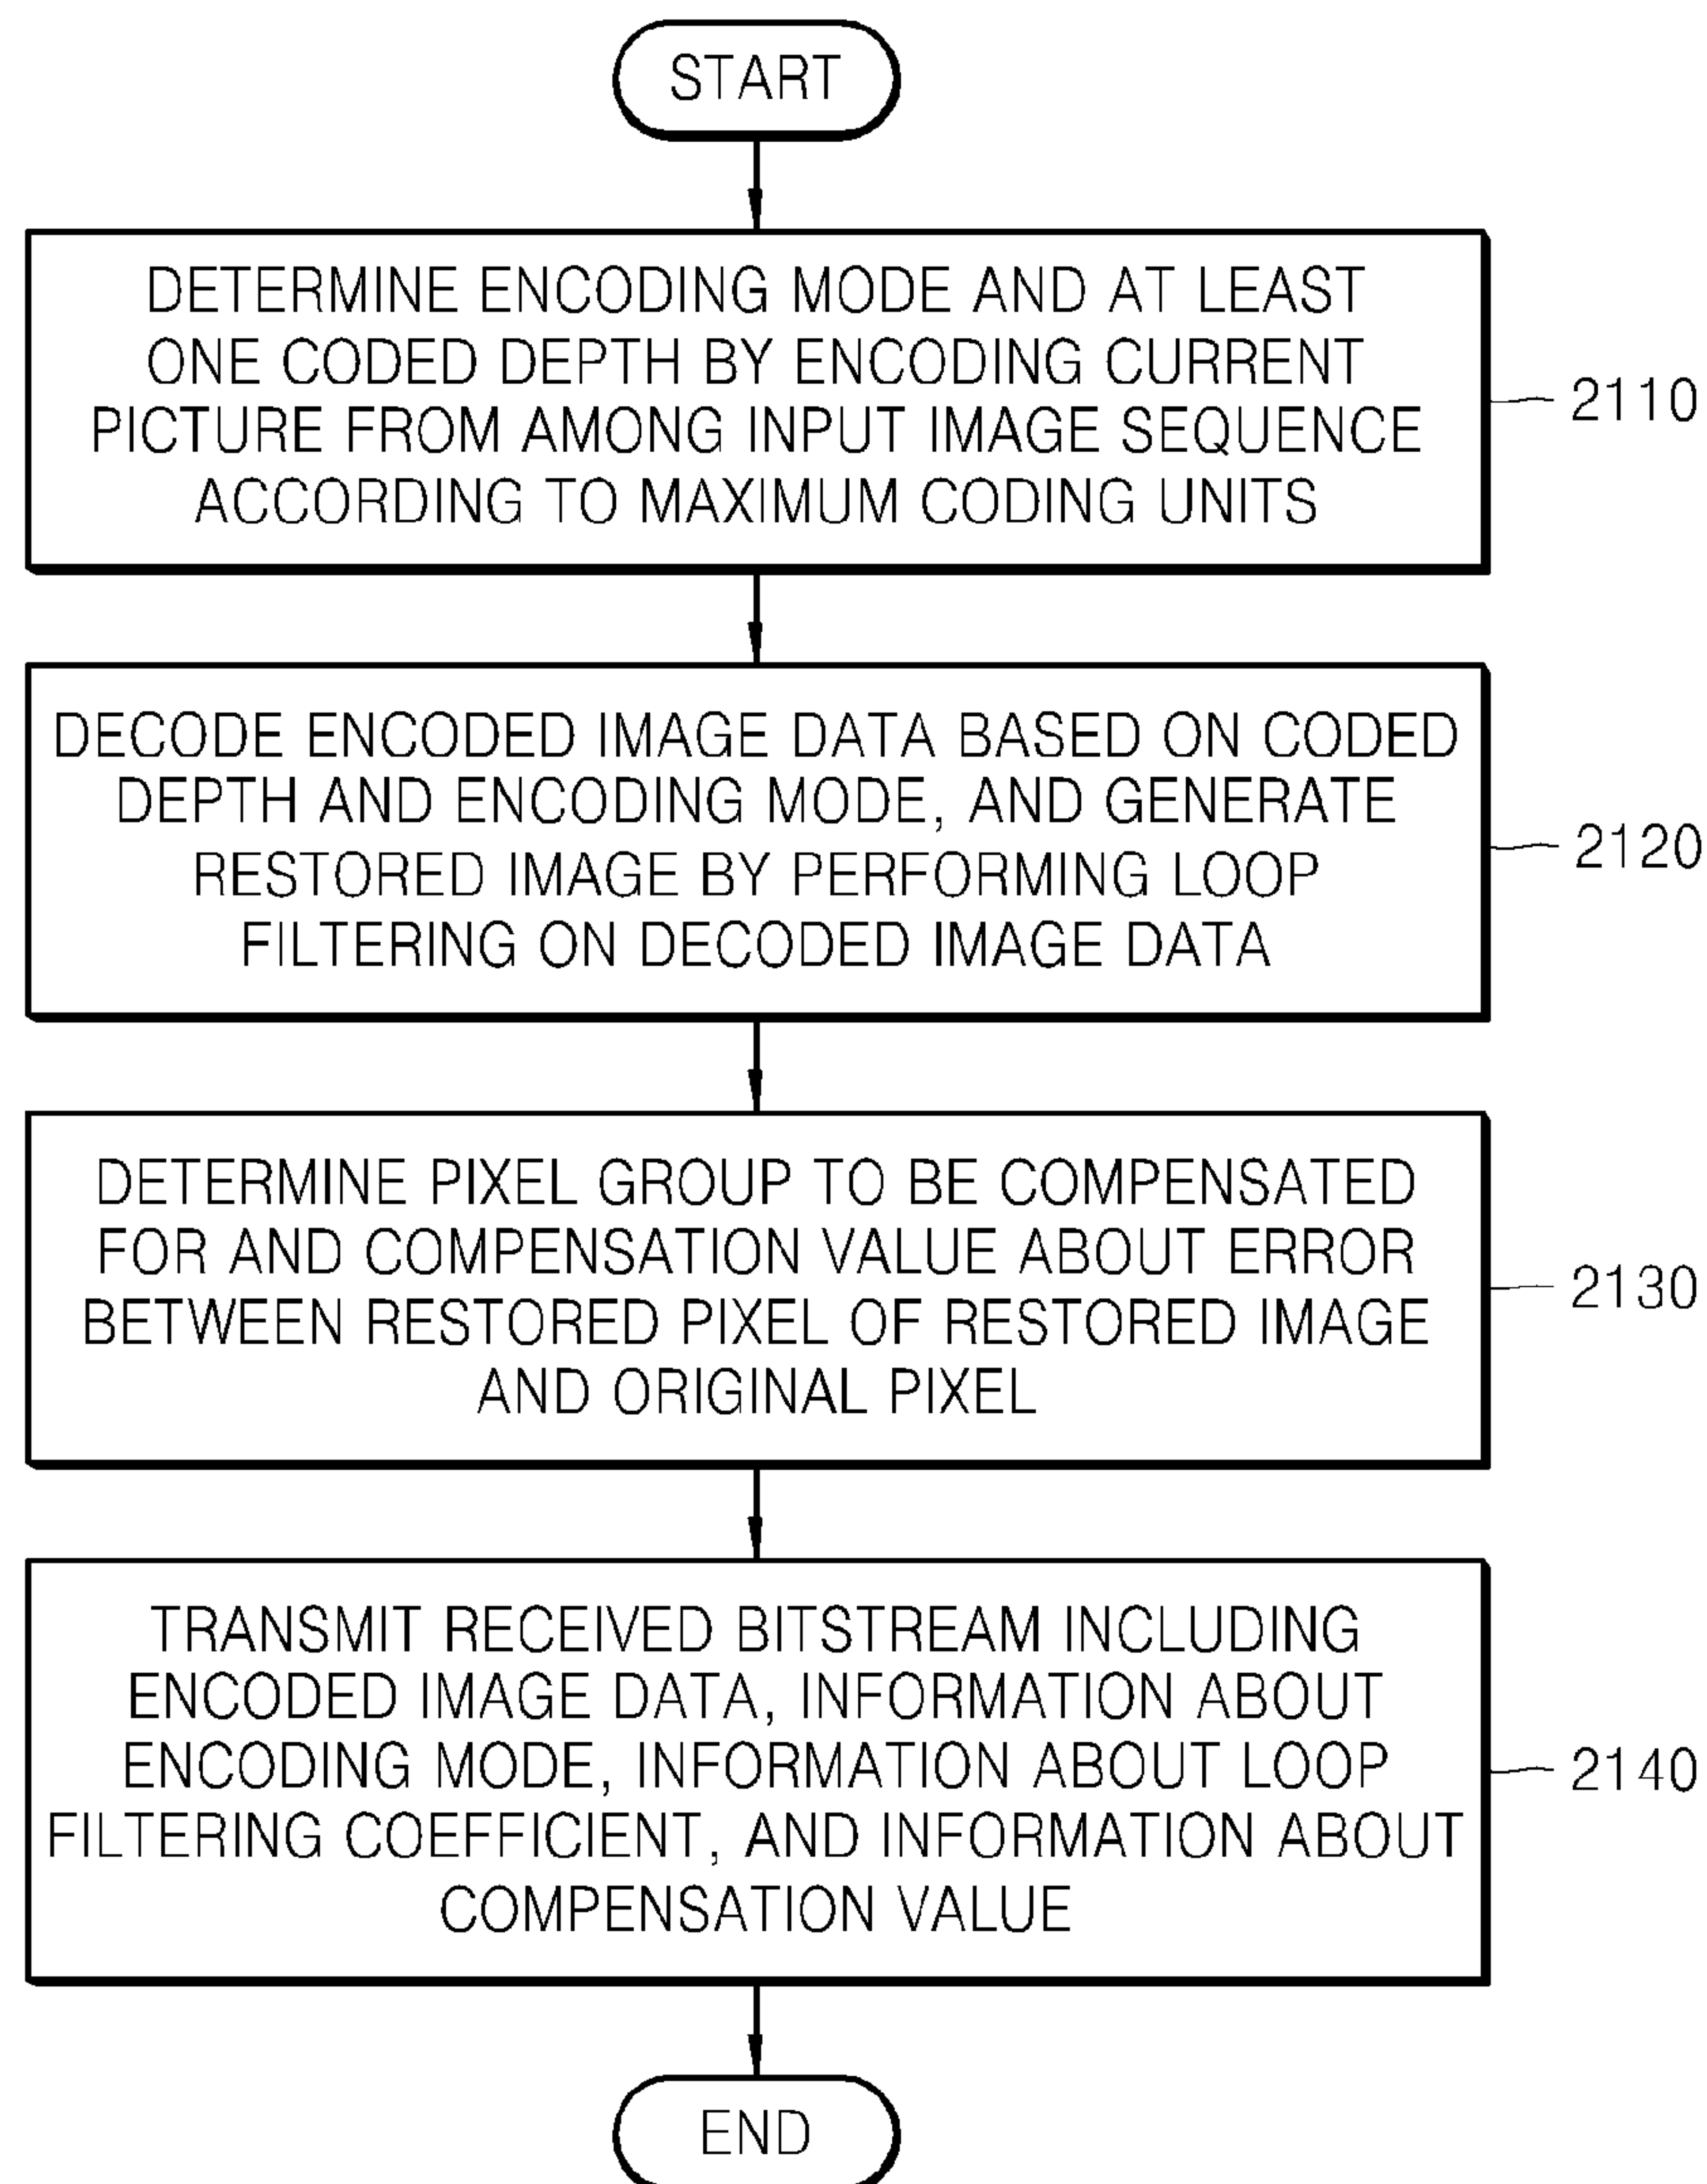 START
DETERMINE ENCODING MODE AND AT LEAST
ONE CODED DEPTH BY ENCODING CURRENT
PICTURE FROM AMONG INPUT IMAGE SEQUENCE
ACCORDING TO MAXIMUM CODING UNITS
2110
DECODE ENCODED IMAGE DATA BASED ON CODED
DEPTH AND ENCODING MODE, AND GENERATE
RESTORED IMAGE BY PERFORMING LOOP
FILTERING ON DECODED IMAGE DATA
2120
DETERMINE PIXEL GROUP TO BE COMPENSATED
FOR AND COMPENSATION VALUE ABOUT ERROR
BETWEEN RESTORED PIXEL OF RESTORED IMAGE
AND ORIGINAL PIXEL
2130
TRANSMIT RECEIVED BITSTREAM INCLUDING
ENCODED IMAGE DATA, INFORMATION ABOUT
ENCODING MODE, INFORMATION ABOUT LOOP
FILTERING COEFFICIENT, AND INFORMATION ABOUT
COMPENSATION VALUE
2140
END